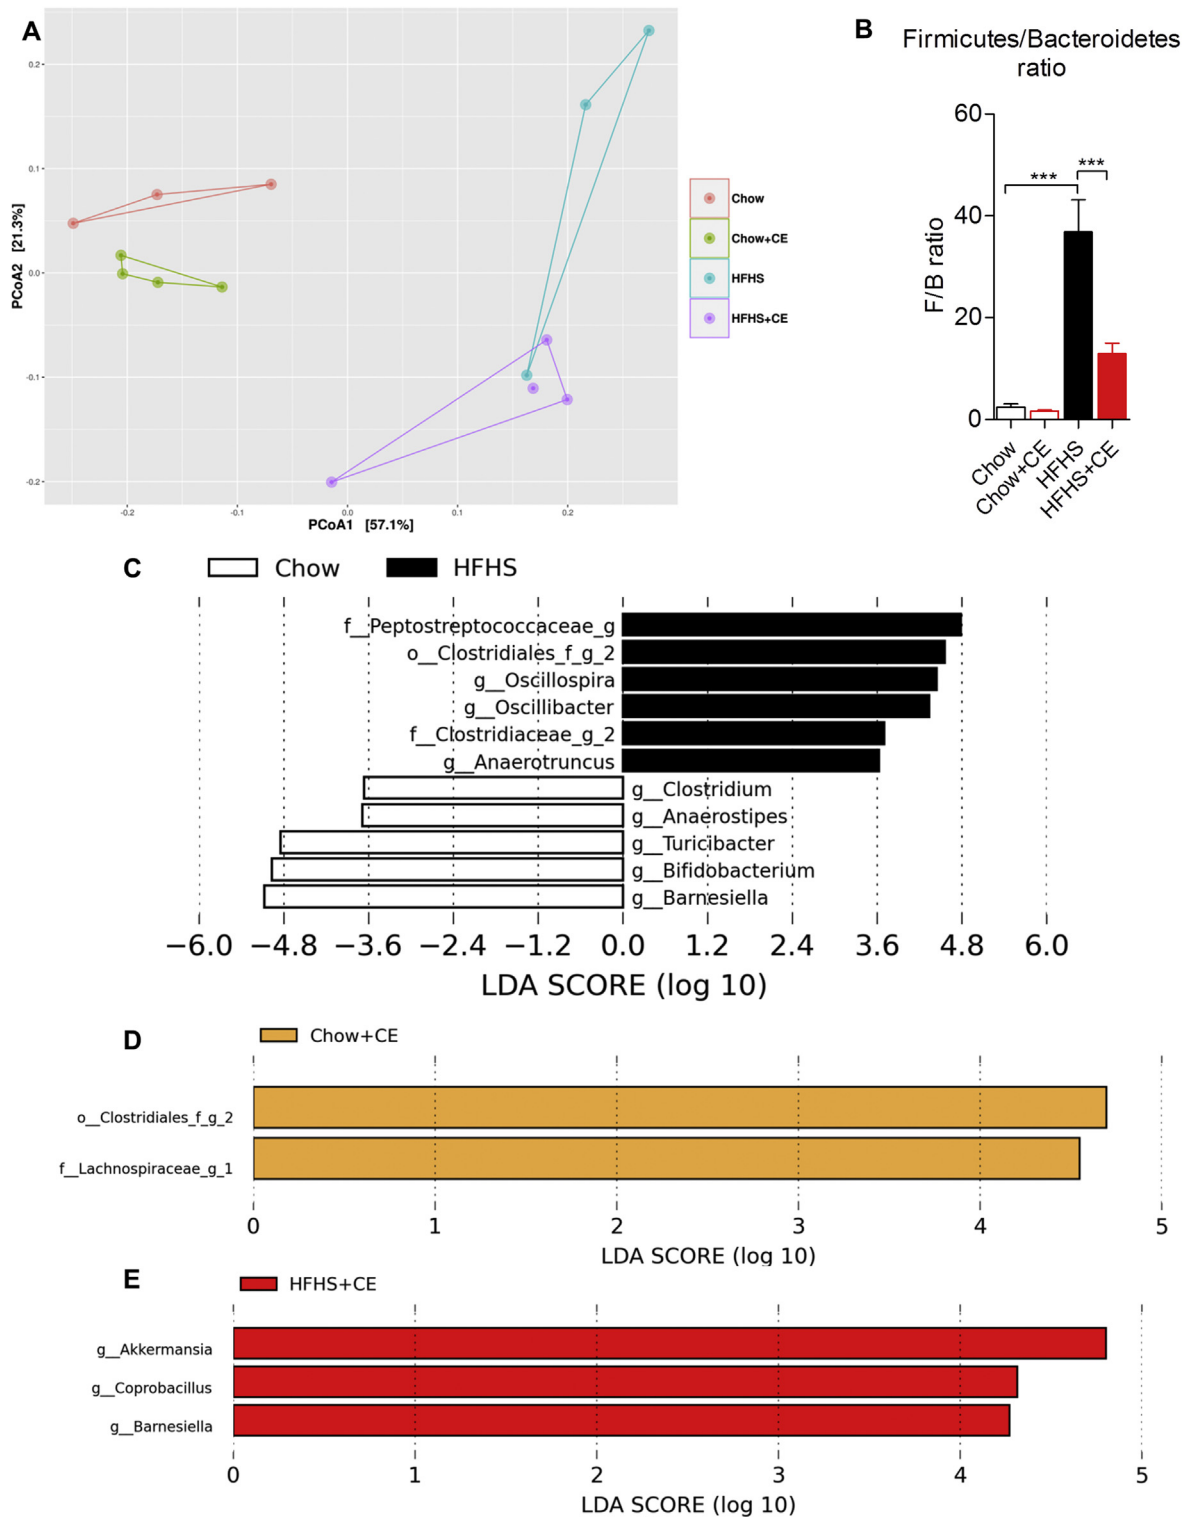 A
0.2
0.1
0.0
-0.1
-0.2
PCoA2 [21.3%]
-0.2 -0.1 0.0 0.1 0.2
PCoA1 [57.1%]
Chow
Chow+CE
HFHS
HFHS+CE
B
Firmicutes/Bacteroidetes
ratio
60
40
20
0
F/B ratio
***
***
Chow
Chow+CE
HFHS
HFHS+CE
C
Chow HFHS
f__Peptostreptococcaceae_g
o__Clostridiales_f_g_2
g__Oscillospira
g__Oscillibacter
f__Clostridiaceae_g_2
g__Anaerotruncus
g__Clostridium
g__Anaerostipes
g__Turicibacter
g__Bifidobacterium
g__Barnesiella
−6.0 −4.8 −3.6 −2.4 −1.2 0.0 1.2 2.4 3.6 4.8 6.0
LDA SCORE (log 10)
D
Chow+CE
o__Clostridiales_f_g_2
f__Lachnospiraceae_g_1
0 1 2 3 4 5
LDA SCORE (log 10)
E
HFHS+CE
g__Akkermansia
g__Coprobacillus
g__Barnesiella
0 1 2 3 4 5
LDA SCORE (log 10)